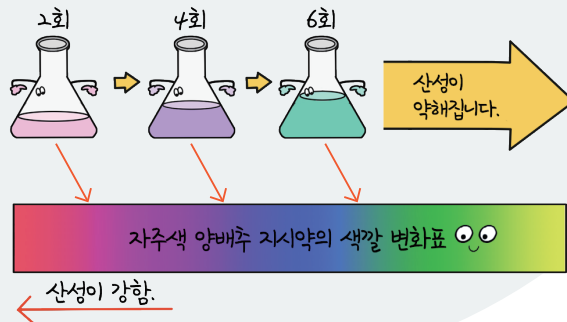 2회
4회
6회
산성이
약해집니다.
자주색 양배추 지시약의 색깔 변화표
산성이 강함.